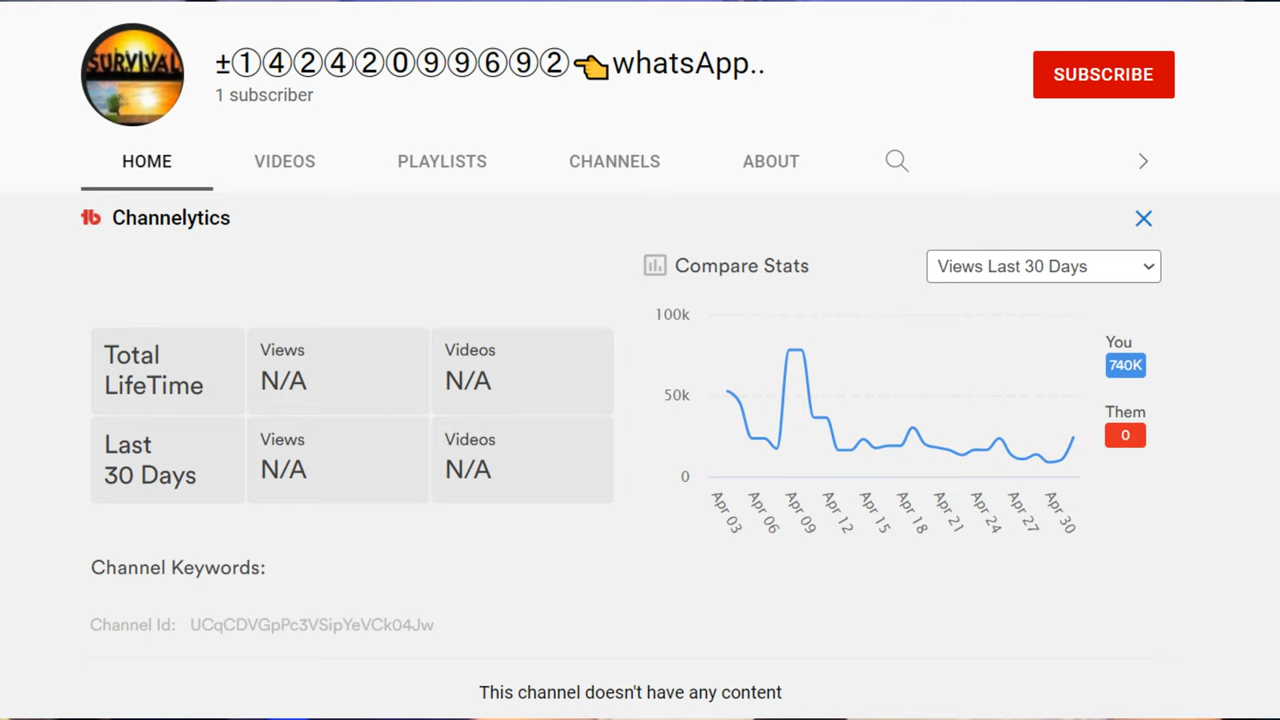 SURVIVAL
±①④②④②⓪⑨⑨⑥⑨②👈whatsApp..
1 subscriber
SUBSCRIBE
HOME VIDEOS PLAYLISTS CHANNELS ABOUT
tb Channelytics
Compare Stats Views Last 30 Days
Total LifeTime
Views
N/A
Videos
N/A
Last 30 Days
Views
N/A
Videos
N/A
100k
50k
0
Apr 03 Apr 06 Apr 09 Apr 12 Apr 15 Apr 18 Apr 21 Apr 24 Apr 27 Apr 30
You
740K
Them
0
Channel Keywords:
Channel Id: UCqCDVGpPc3VSipYeVCk04Jw
This channel doesn't have any content